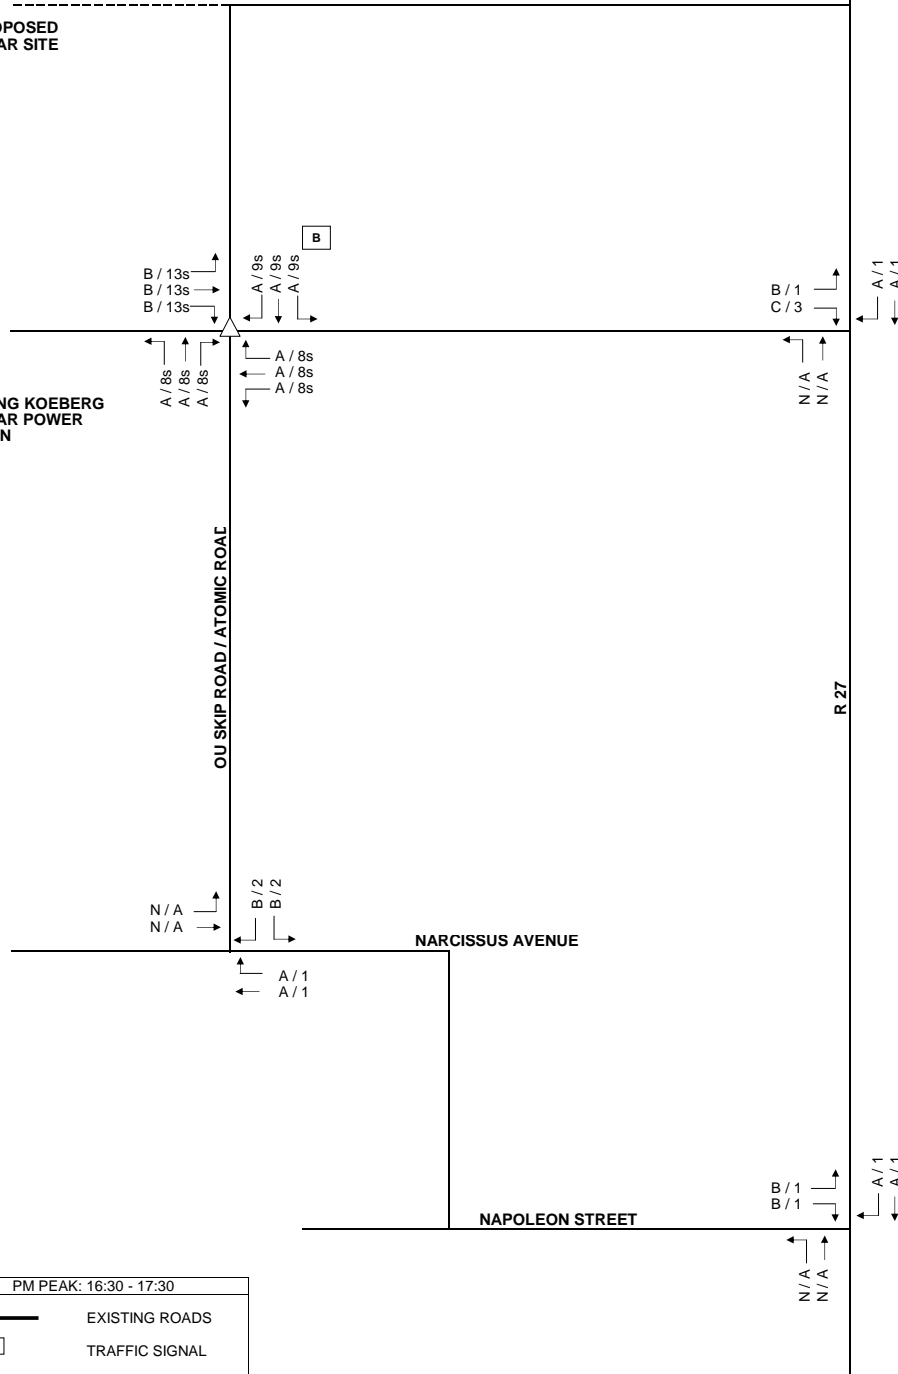 OPOSED
AR SITE
B
B / 13s
B / 13s
B / 13s
A / 9s
A / 9s
A / 9s
A / 8s
A / 8s
A / 8s
A / 8s
A / 8s
A / 8s
B / 1
C / 3
A / 1
A / 1
N / A
N / A
NG KOEBERG
AR POWER
N
OU SKIP ROAD / ATOMIC ROAD
R 27
N / A
N / A
B / 2
B / 2
NARCISSUS AVENUE
A / 1
A / 1
B / 1
B / 1
A / 1
A / 1
NAPOLEON STREET
N / A
N / A
PM PEAK: 16:30 - 17:30
EXISTING ROADS
TRAFFIC SIGNAL